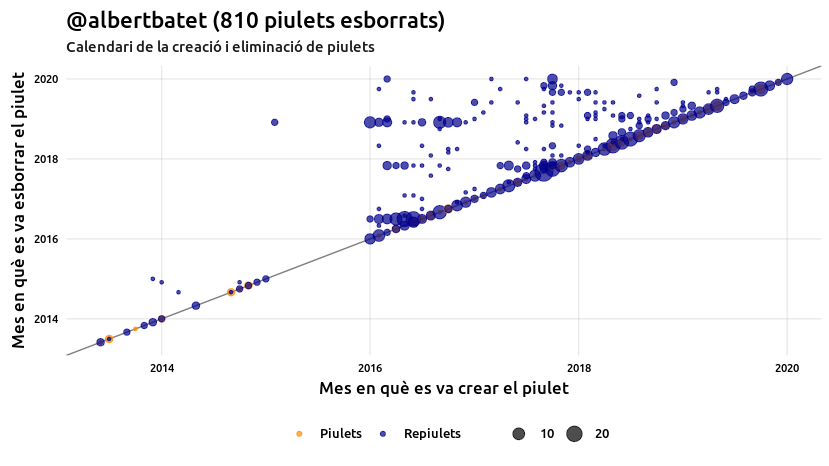 @albertbatet (810 piulets esborrats)
Calendari de la creació i eliminació de piulets
Mes en què es va esborrar el piulet
2020
2018
2016
2014
2014
2016
2018
2020
Mes en què es va crear el piulet
Piulets
Repiulets
10
20